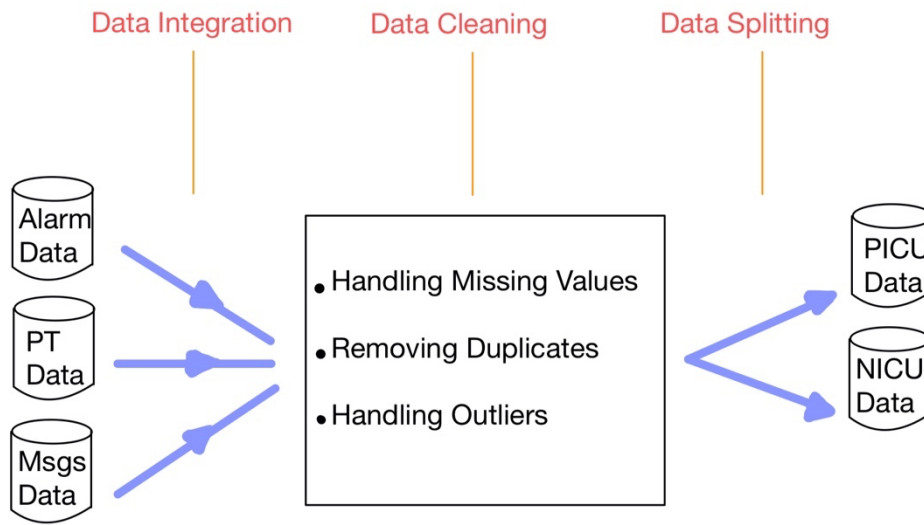 Data Integration
Data Cleaning
Data Splitting
Alarm
Data
PT
Data
Msgs
Data
• Handling Missing Values
• Removing Duplicates
• Handling Outliers
PICU
Data
NICU
Data